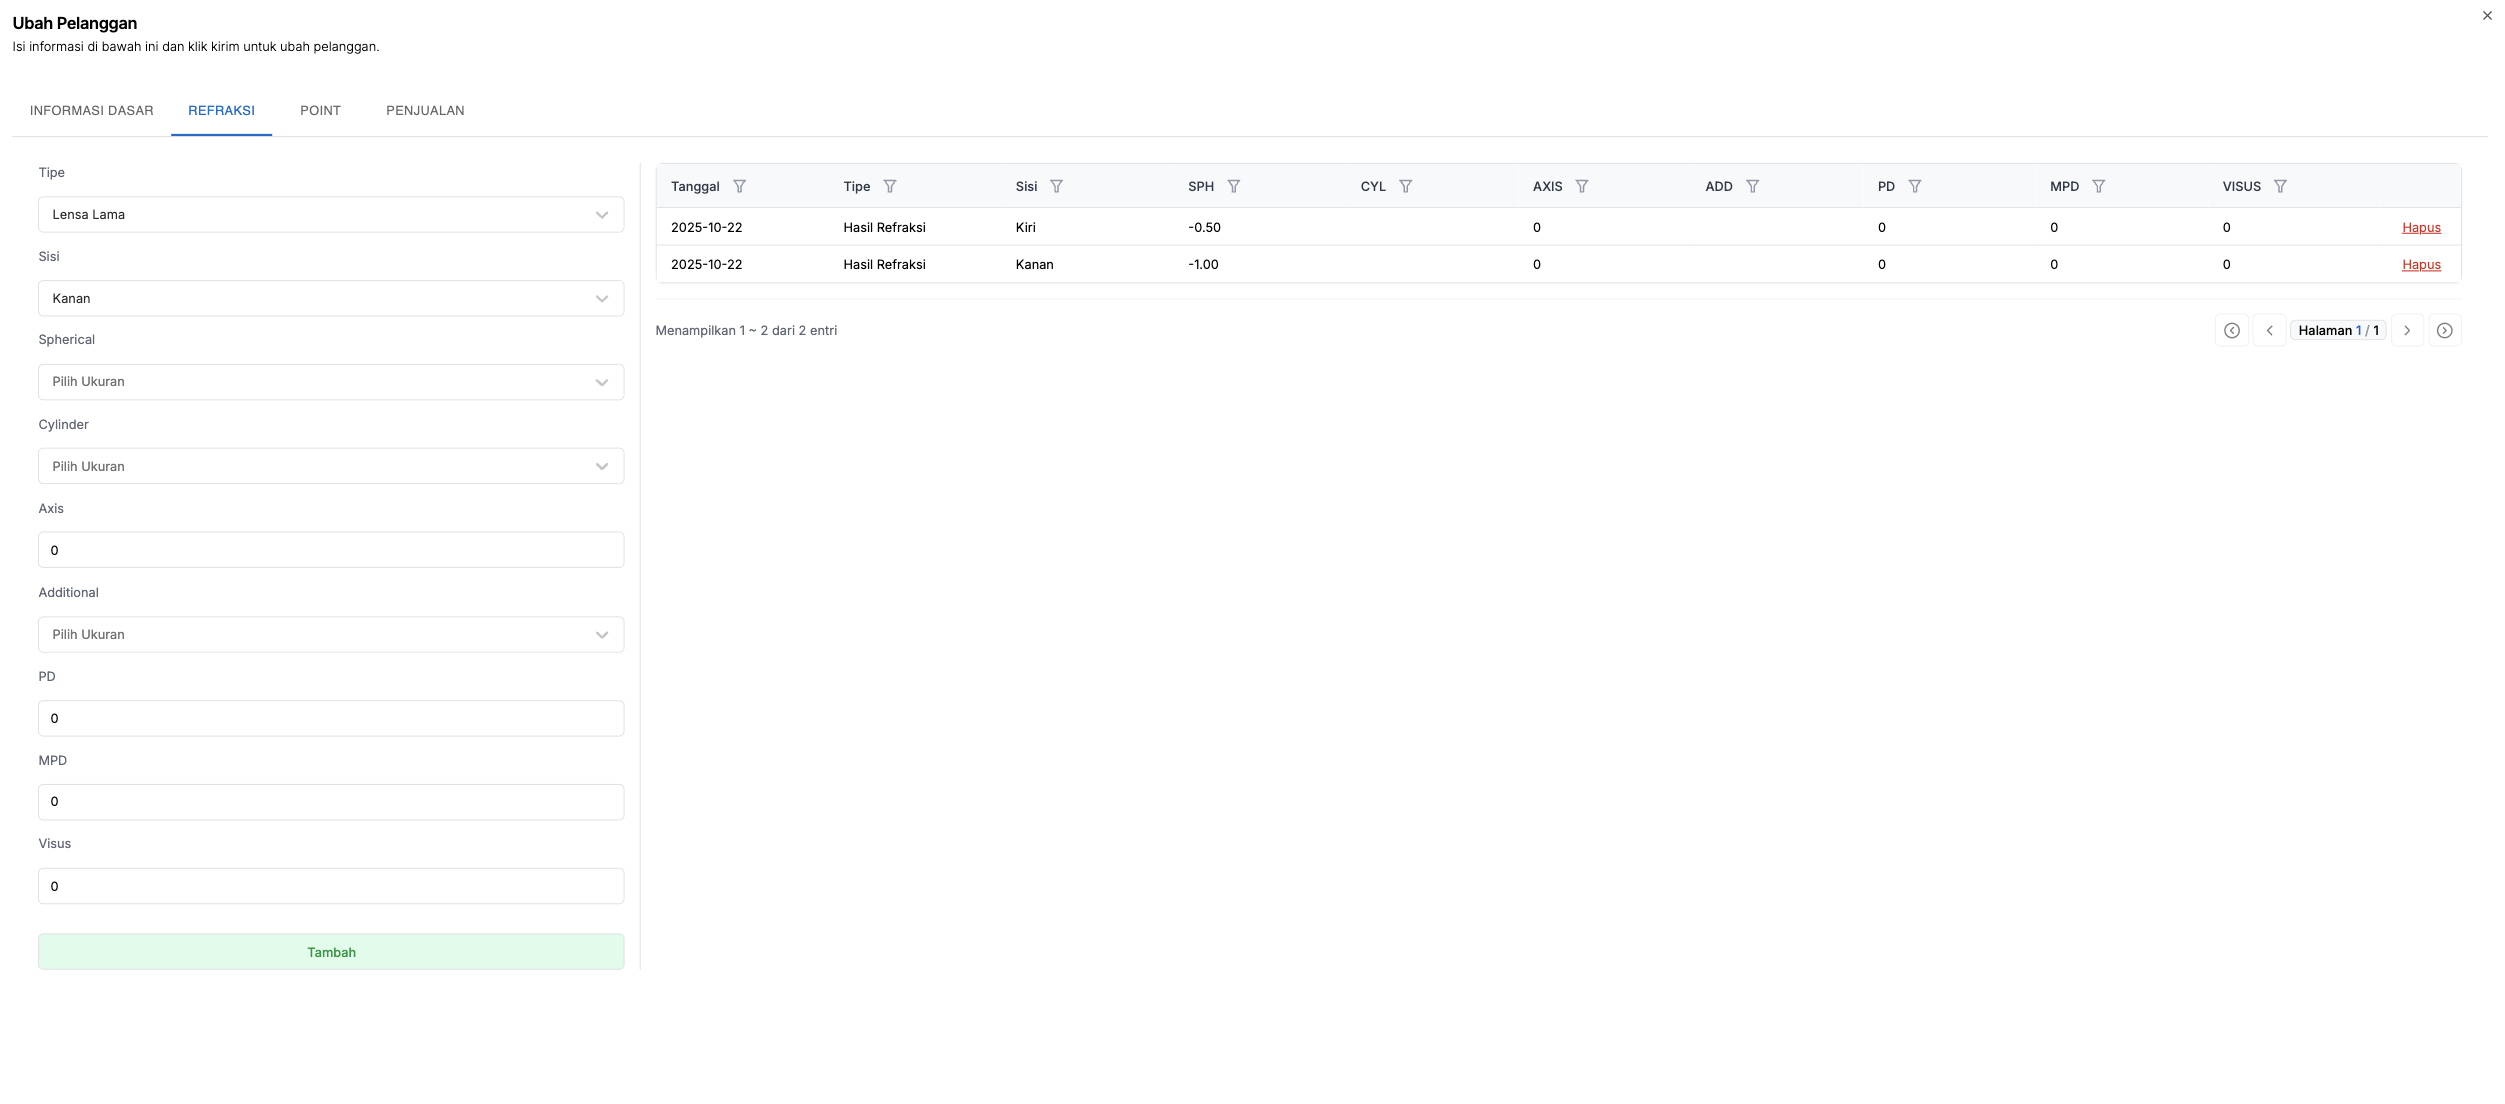 Ubah Pelanggan
Isi informasi di bawah ini dan klik kirim untuk ubah pelanggan.
INFORMASI DASAR REFRAKSI POINT PENJUALAN
Tipe
Lensa Lama
Sisi
Kanan
Spherical
Pilih Ukuran
Cylinder
Pilih Ukuran
Axis
0
Additional
Pilih Ukuran
PD
0
MPD
0
Visus
0
Tambah
Tanggal Tipe Sisi SPH CYL AXIS ADD PD MPD VISUS
2025-10-22 Hasil Refraksi Kiri -0.50 0 0 0 0 Hapus
2025-10-22 Hasil Refraksi Kanan -1.00 0 0 0 0 Hapus
Menampilkan 1 ~ 2 dari 2 entri Halaman 1 / 1